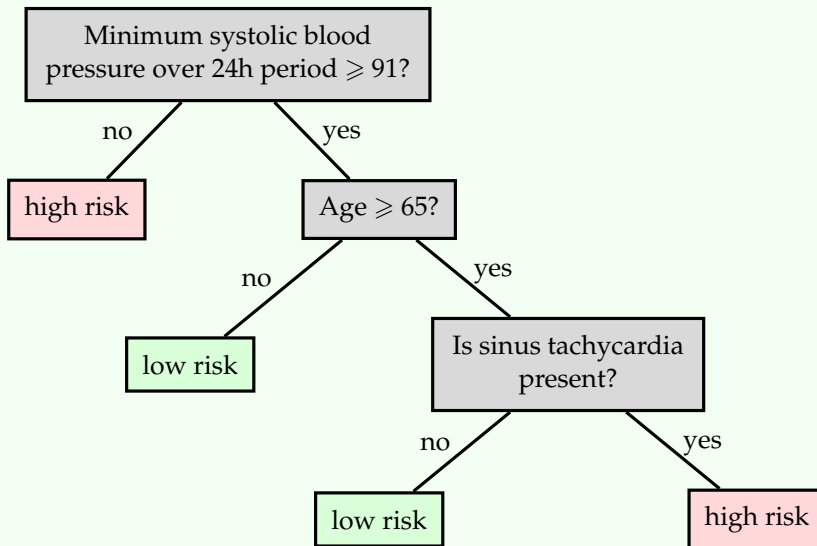 Minimum systolic blood
pressure over 24h period ⩾ 91?
no
yes
high risk
Age ⩾ 65?
no
yes
low risk
Is sinus tachycardia
present?
no
yes
low risk
high risk